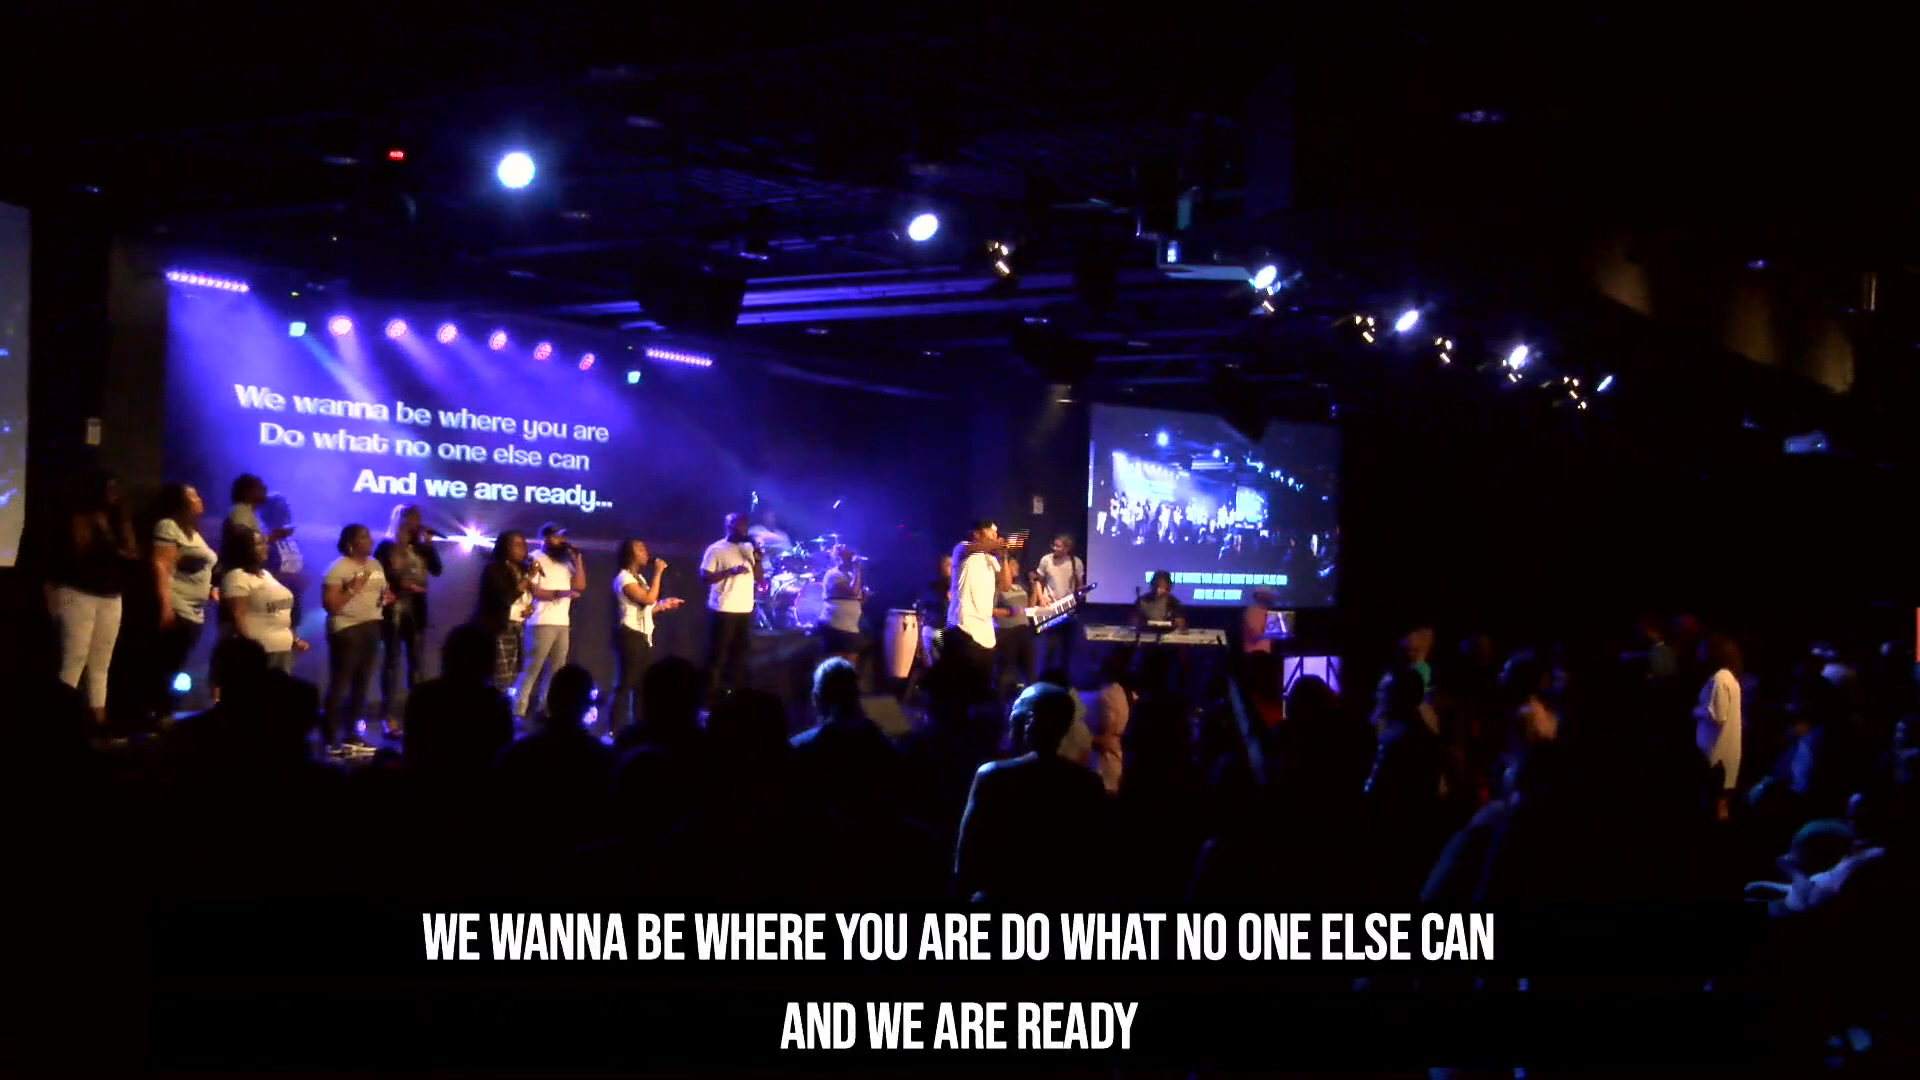 We wanna be where you are
Do what no one else can
And we are ready...
WE WANNA BE WHERE YOU ARE DO WHAT NO ONE ELSE CAN
AND WE ARE READY